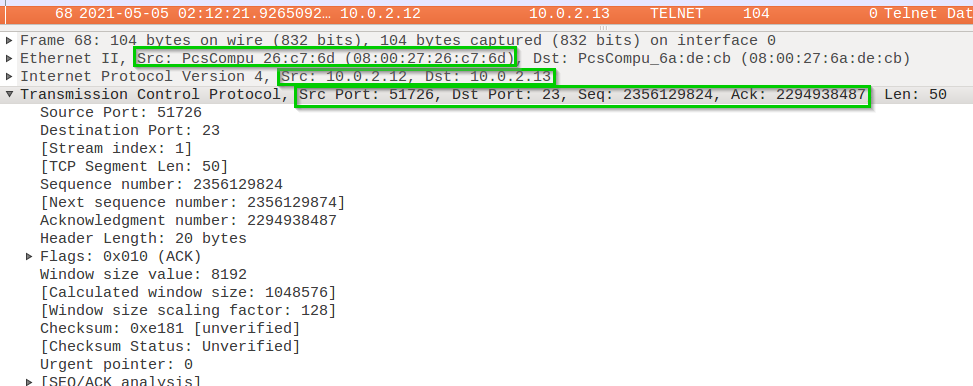 68 2021-05-05 02:12:21.9265092… 10.0.2.12 10.0.2.13 TELNET 104 0 Telnet Dat
Frame 68: 104 bytes on wire (832 bits), 104 bytes captured (832 bits) on interface 0
Ethernet II, Src: PcsCompu_26:c7:6d (08:00:27:26:c7:6d), Dst: PcsCompu_6a:de:cb (08:00:27:6a:de:cb)
Internet Protocol Version 4, Src: 10.0.2.12, Dst: 10.0.2.13
Transmission Control Protocol, Src Port: 51726, Dst Port: 23, Seq: 2356129824, Ack: 2294938487, Len: 50
Source Port: 51726
Destination Port: 23
[Stream index: 1]
[TCP Segment Len: 50]
Sequence number: 2356129824
[Next sequence number: 2356129874]
Acknowledgment number: 2294938487
Header Length: 20 bytes
Flags: 0x010 (ACK)
Window size value: 8192
[Calculated window size: 1048576]
[Window size scaling factor: 128]
Checksum: 0xe181 [unverified]
[Checksum Status: Unverified]
Urgent pointer: 0
[SEQ/ACK analysis]